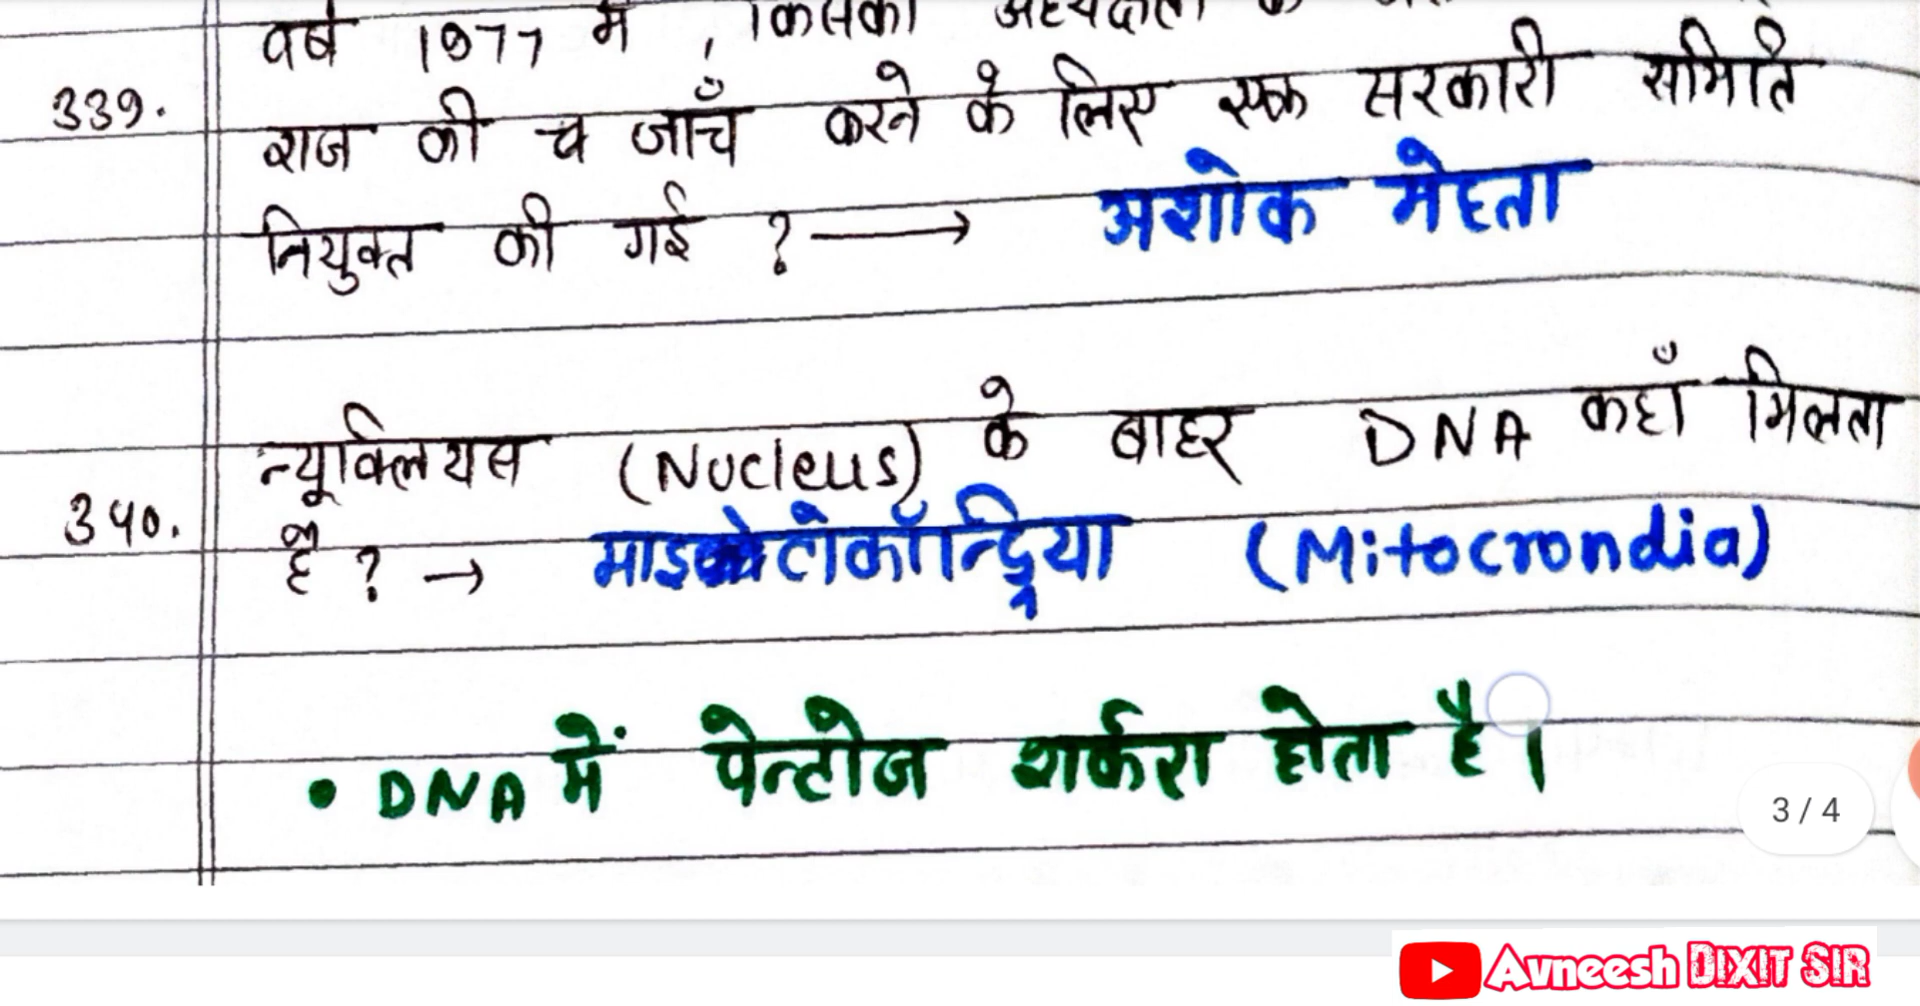 वर्ष 1977 में, किसकी अध्यक्षता
339.
राज की च जाँच करने के लिए एक सरकारी समिति
नियुक्त की गई ? → अशोक मेहता
न्यूक्लियस (Nucleus) के बाहर DNA कहाँ मिलता
340.
है ? → माइटोकॉन्ड्रिया (Mitocrondia)
• DNA में पेन्टोज शर्करा होता है।
3 / 4
Avneesh DIXIT SIR